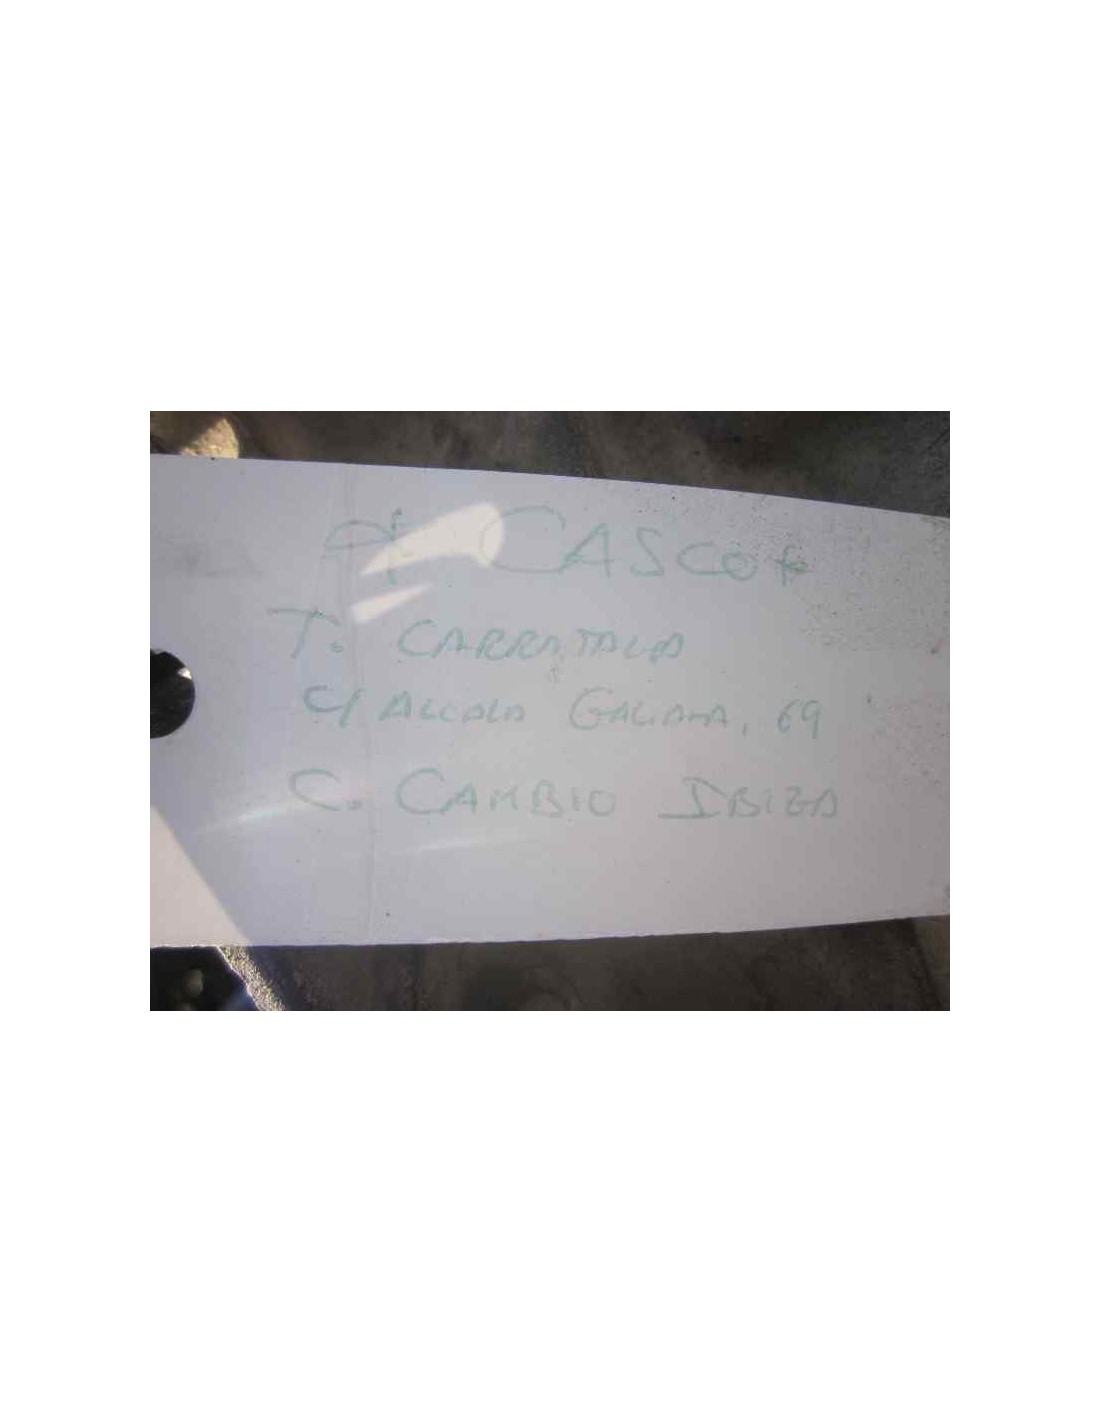 * CASCO *
T. CARRATALA
C/ ALCALA GALIANA, 69
C. CAMBIO IBIZA